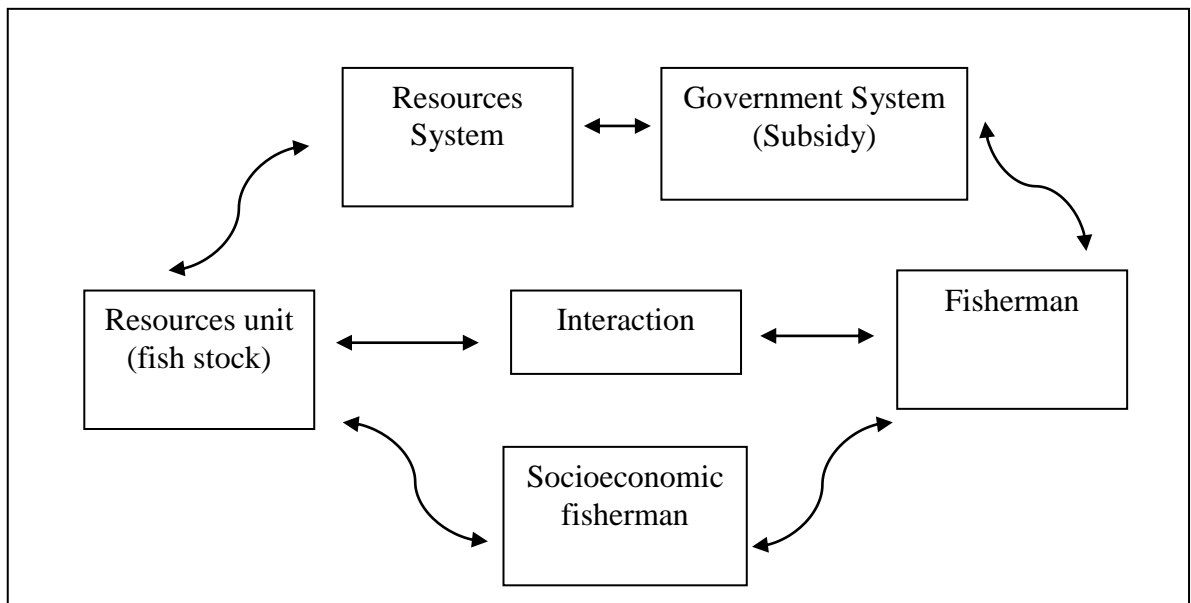 Resources
System
Government System
(Subsidy)
Resources unit
(fish stock)
Interaction
Fisherman
Socioeconomic
fisherman